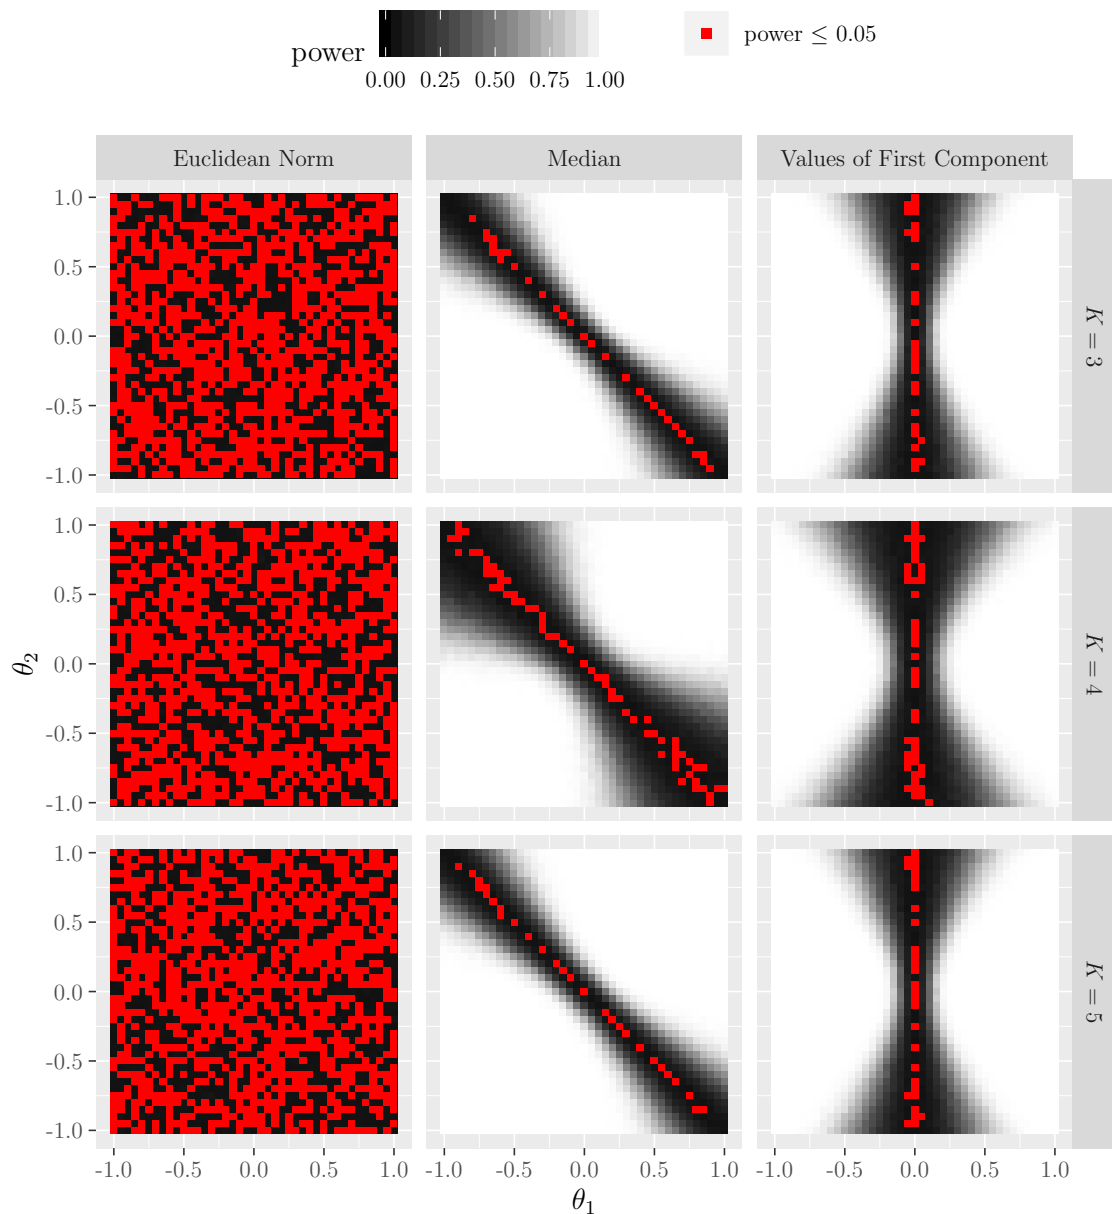 power
0.00 0.25 0.50 0.75 1.00
power ≤ 0.05
Euclidean Norm
Median
Values of First Component
1.0
0.5
0.0
-0.5
-1.0
K = 3
1.0
0.5
0.0
-0.5
-1.0
K = 4
θ₂
1.0
0.5
0.0
-0.5
-1.0
K = 5
-1.0 -0.5 0.0 0.5 1.0
-1.0 -0.5 0.0 0.5 1.0
-1.0 -0.5 0.0 0.5 1.0
θ₁